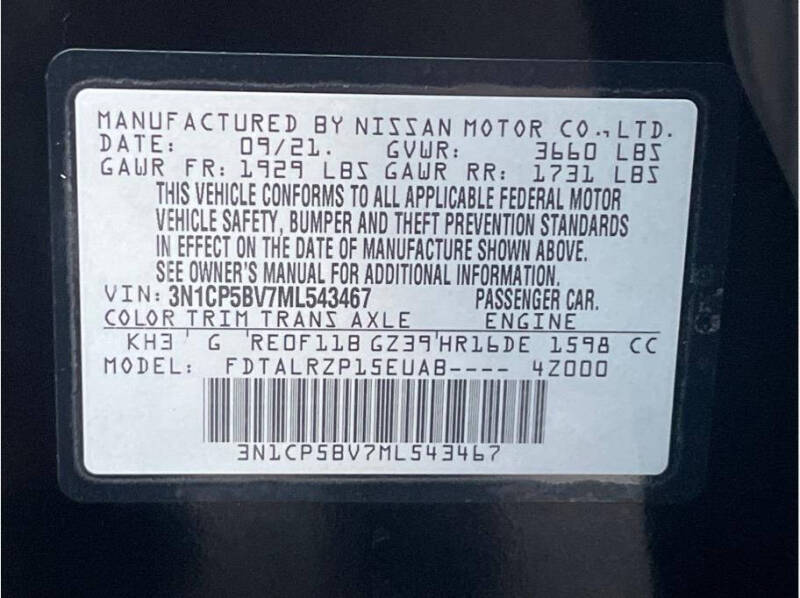 MANUFACTURED BY NISSAN MOTOR CO.,LTD.
DATE: 09/21. GVWR: 3660 LBS
GAWR FR: 1929 LBS GAWR RR: 1731 LBS
THIS VEHICLE CONFORMS TO ALL APPLICABLE FEDERAL MOTOR
VEHICLE SAFETY, BUMPER AND THEFT PREVENTION STANDARDS
IN EFFECT ON THE DATE OF MANUFACTURE SHOWN ABOVE.
SEE OWNER'S MANUAL FOR ADDITIONAL INFORMATION.
VIN: 3N1CP5BV7ML543467 PASSENGER CAR.
COLOR TRIM TRANS AXLE ENGINE
KH3 G 'RE0F11B GZ39'HR16DE 1598 CC
MODEL: FDTALRZP15EUAB---- 4Z000
3N1CP5BV7ML543467